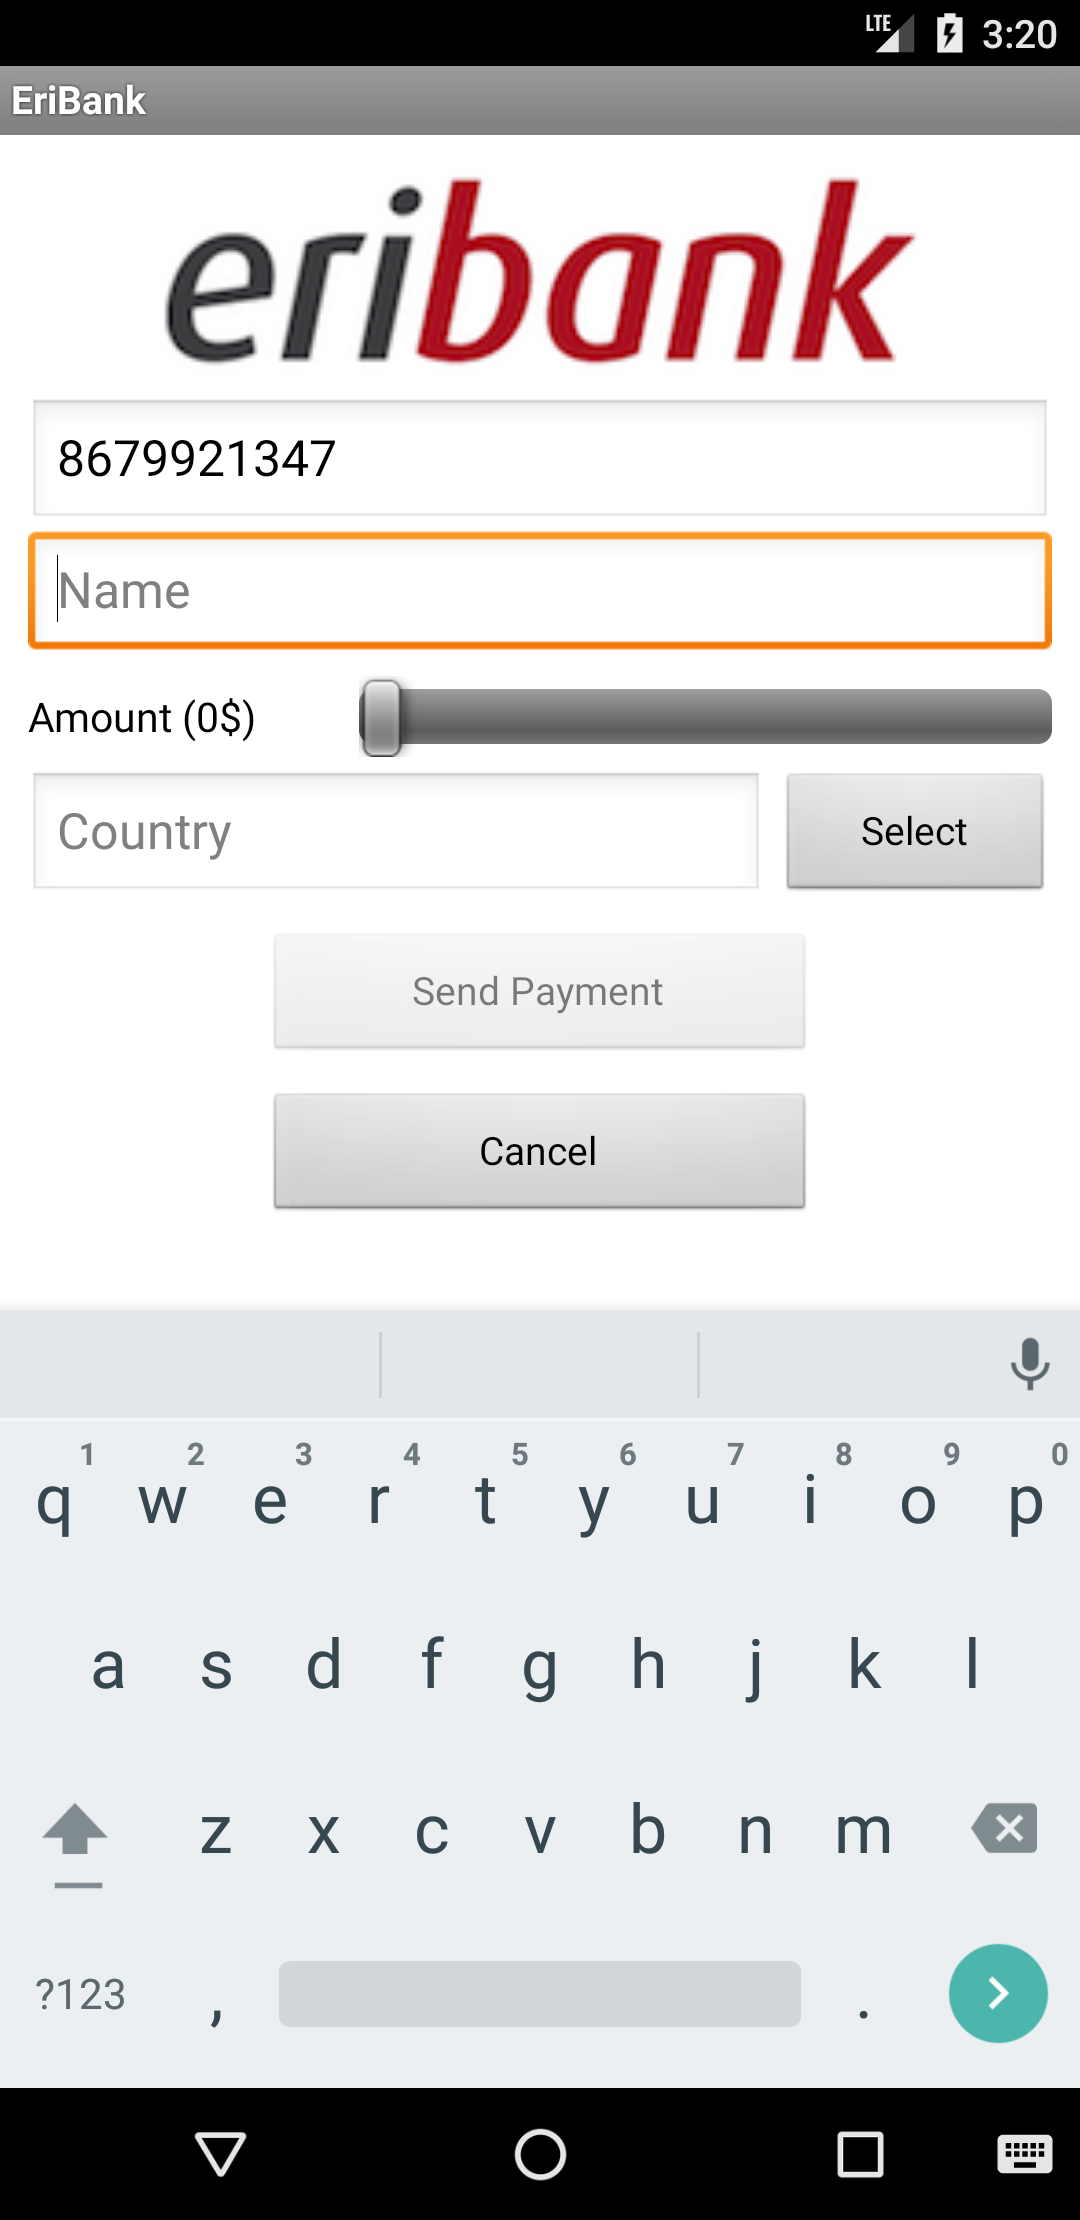 LTE 3:20
EriBank
eribank
8679921347
Name
Amount (0$)
Country Select
Send Payment
Cancel
1 2 3 4 5 6 7 8 9 0
q w e r t y u i o p
a s d f g h j k l
z x c v b n m
?123 , .